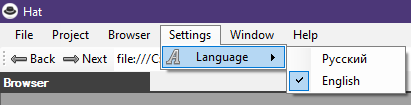 Hat
File Project Browser Settings Window Help
Back Next file:///C
Language
Русский
English
Browser